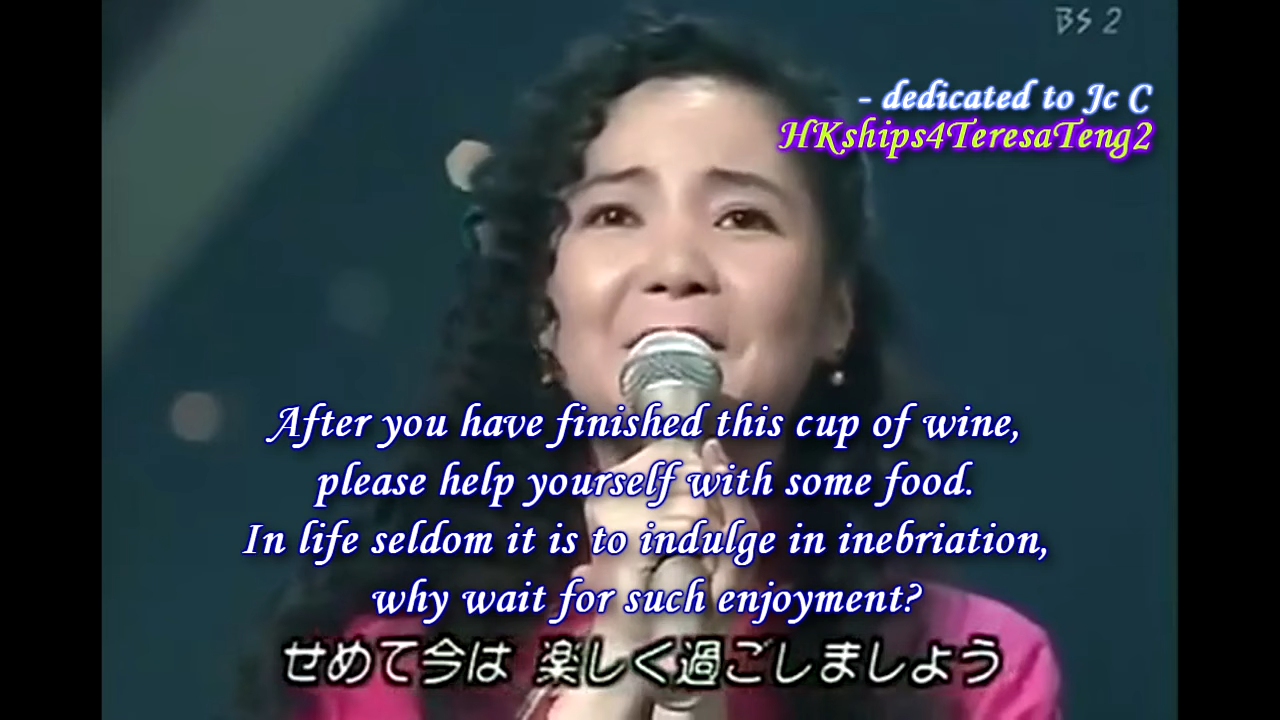 BS 2
- dedicated to Jc C
HKships4TeresaTeng2
After you have finished this cup of wine,
please help yourself with some food.
In life seldom it is to indulge in inebriation,
why wait for such enjoyment?
せめて今は 楽しく過ごしましょう